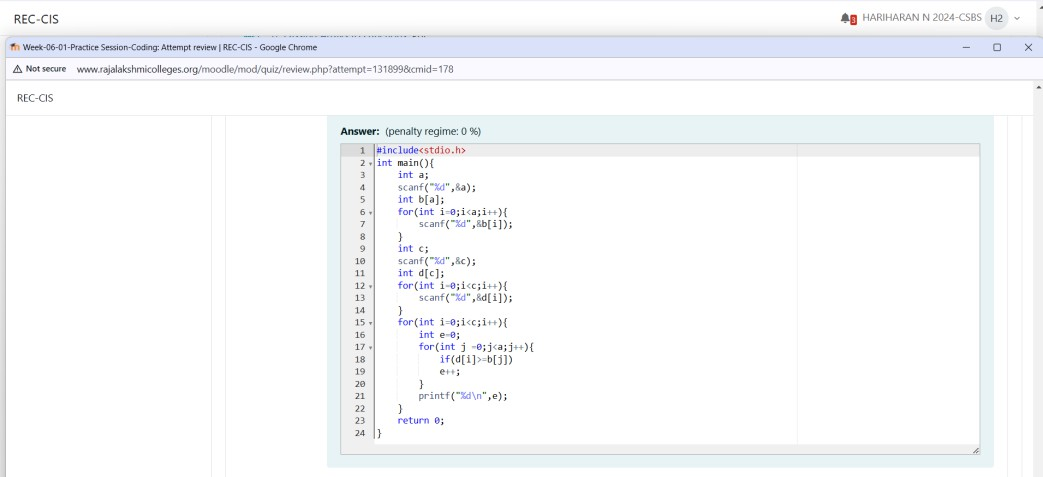 REC-CIS
3 HARIHARAN N 2024-CSBS H2
Week-06-01-Practice Session-Coding: Attempt review | REC-CIS - Google Chrome
Not secure www.rajalakshmicolleges.org/moodle/mod/quiz/review.php?attempt=131899&cmid=178
REC-CIS
Answer: (penalty regime: 0 %)
1 #include<stdio.h>
2 int main(){
3 int a;
4 scanf("%d",&a);
5 int b[a];
6 for(int i=0;i<a;i++){
7 scanf("%d",&b[i]);
8 }
9 int c;
10 scanf("%d",&c);
11 int d[c];
12 for(int i=0;i<c;i++){
13 scanf("%d",&d[i]);
14 }
15 for(int i=0;i<c;i++){
16 int e=0;
17 for(int j =0;j<a;j++){
18 if(d[i]>=b[j])
19 e++;
20 }
21 printf("%d\n",e);
22 }
23 return 0;
24 }